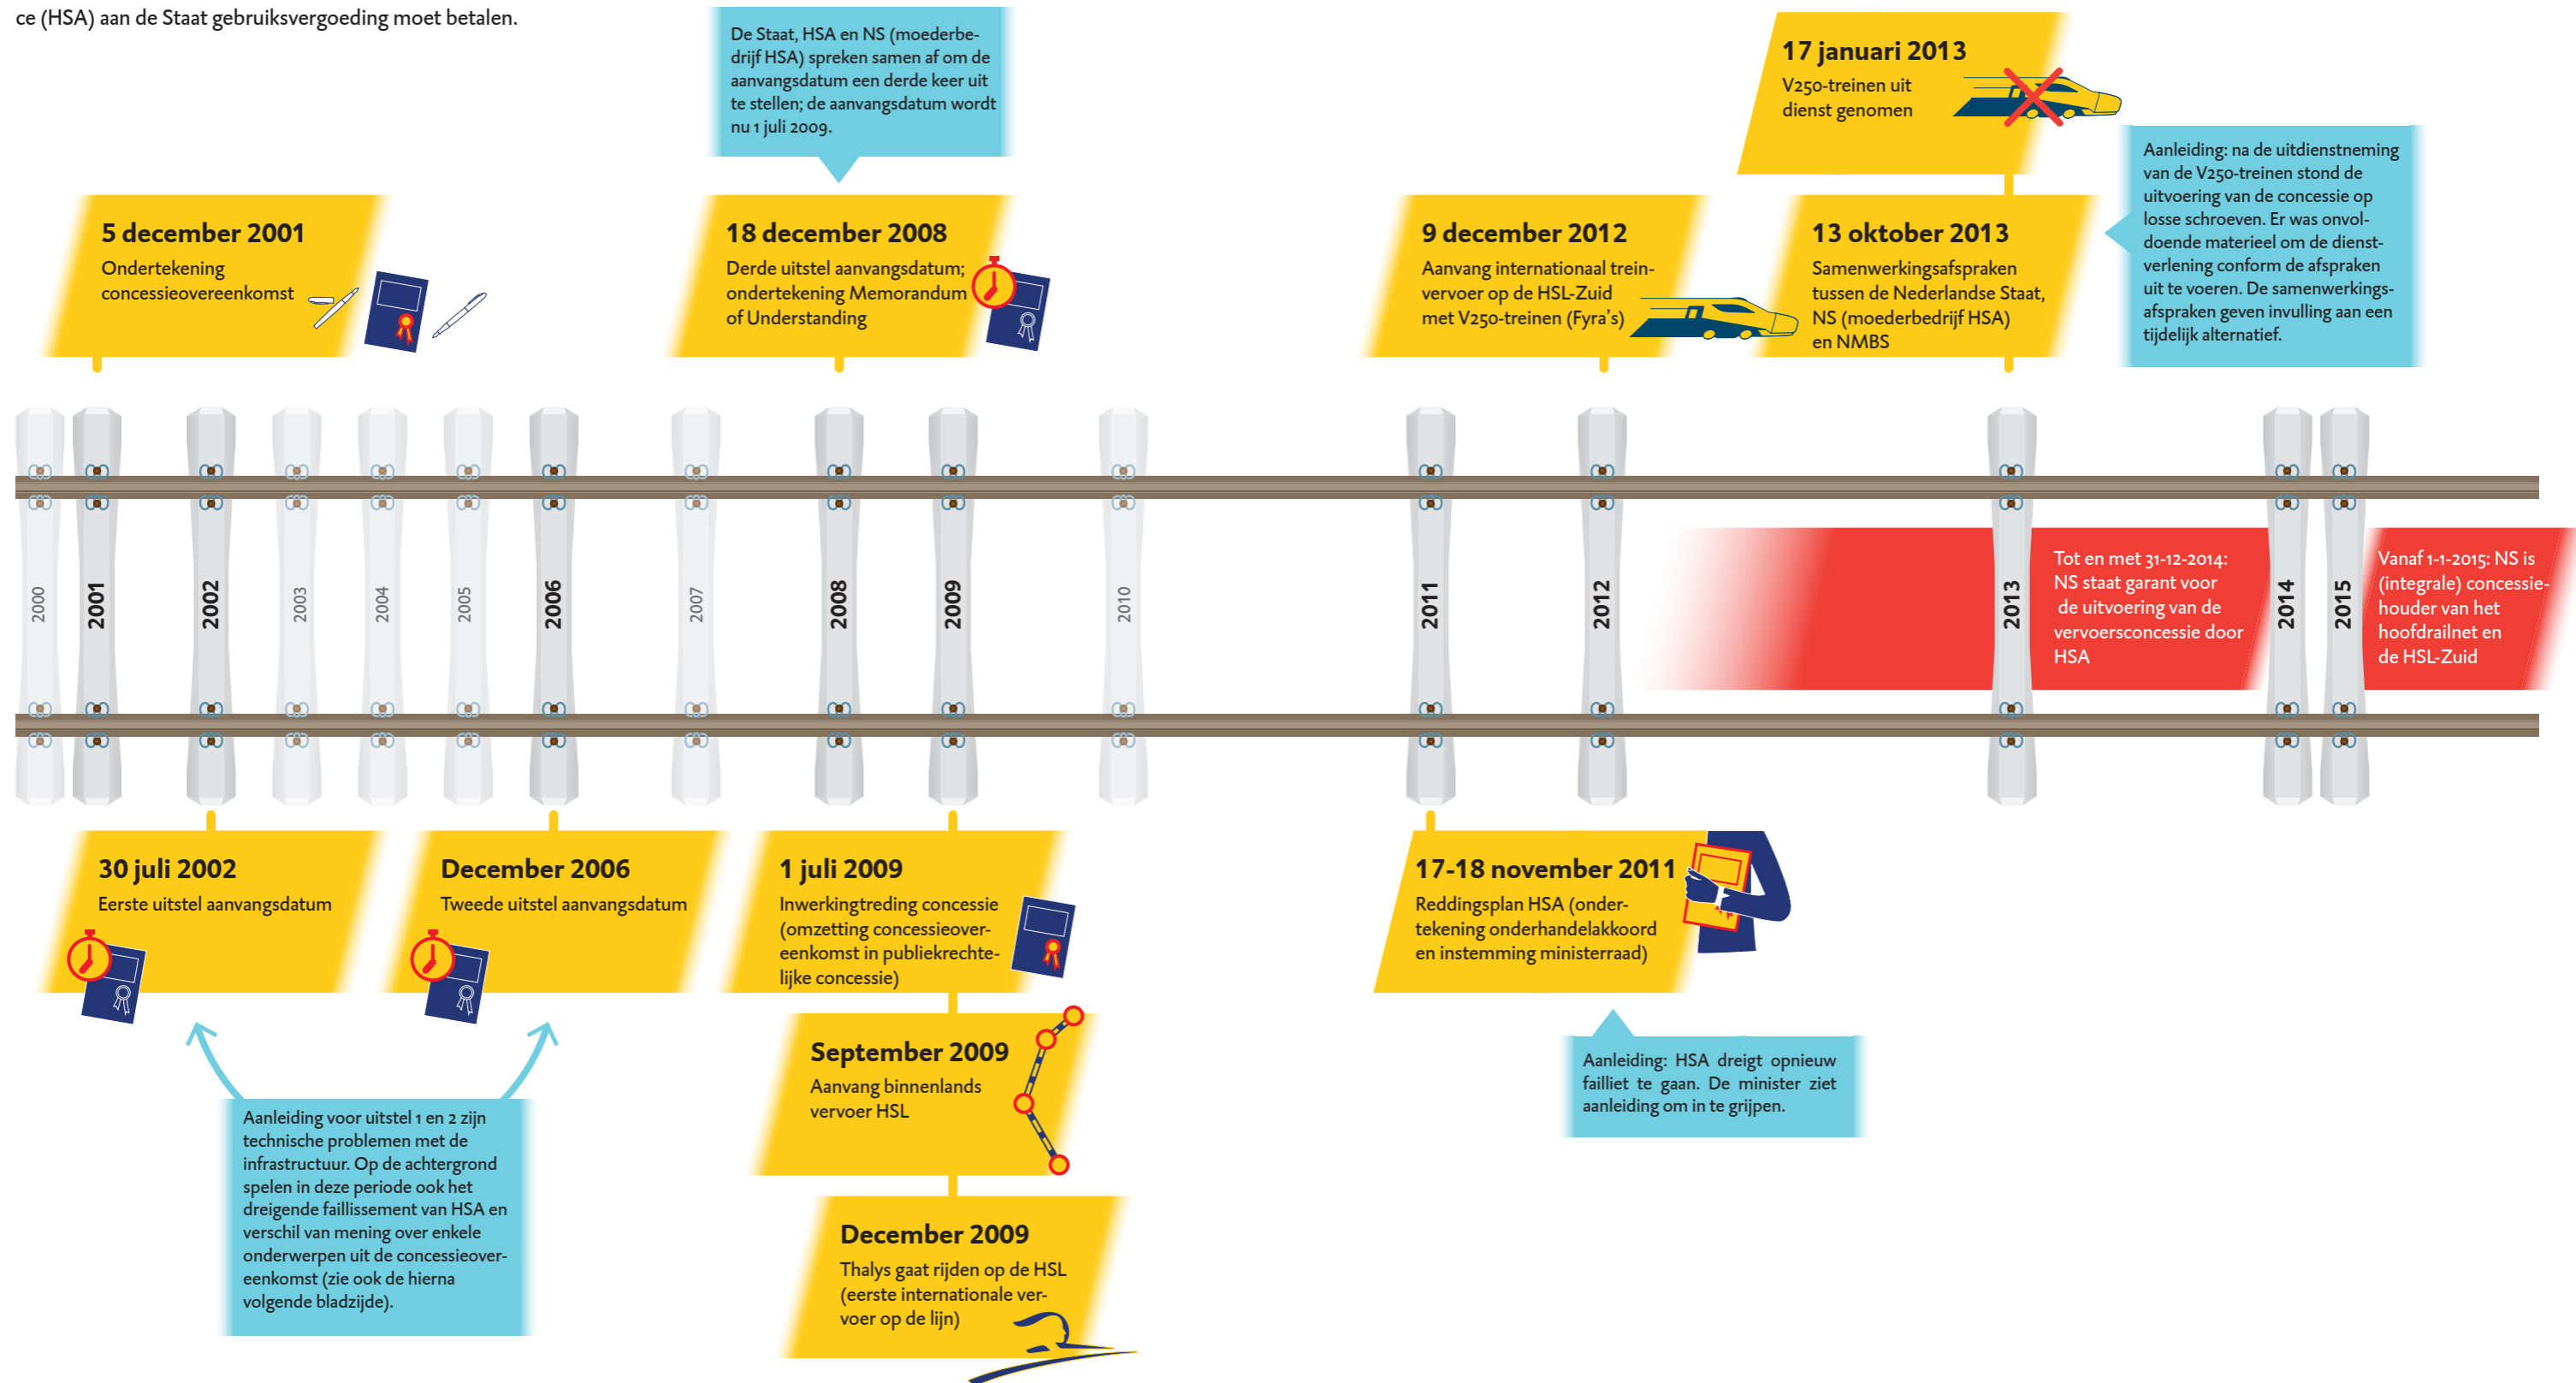 ce (HSA) aan de Staat gebruiksvergoeding moet betalen.
De Staat, HSA en NS (moederbe-
drijf HSA) spreken samen af om de
aanvangsdatum een derde keer uit
te stellen; de aanvangsdatum wordt
nu 1 juli 2009.
17 januari 2013
V250-treinen uit
dienst genomen
Aanleiding: na de uitdienstneming
van de V250-treinen stond de
uitvoering van de concessie op
losse schroeven. Er was onvol-
doende materieel om de dienst-
verlening conform de afspraken
uit te voeren. De samenwerkings-
afspraken geven invulling aan een
tijdelijk alternatief.
5 december 2001
Ondertekening
concessieovereenkomst
18 december 2008
Derde uitstel aanvangsdatum;
ondertekening Memorandum
of Understanding
9 december 2012
Aanvang internationaal trein-
vervoer op de HSL-Zuid
met V250-treinen (Fyra's)
13 oktober 2013
Samenwerkingsafspraken
tussen de Nederlandse Staat,
NS (moederbedrijf HSA)
en NMBS
2000
2001
2002
2003
2004
2005
2006
2007
2008
2009
2010
2011
2012
2013
Tot en met 31-12-2014:
NS staat garant voor
de uitvoering van de
vervoersconcessie door
HSA
2014
2015
Vanaf 1-1-2015: NS is
(integrale) concessie-
houder van het
hoofdrailnet en
de HSL-Zuid
30 juli 2002
Eerste uitstel aanvangsdatum
December 2006
Tweede uitstel aanvangsdatum
1 juli 2009
Inwerkingtreding concessie
(omzetting concessieover-
eenkomst in publiekrechte-
lijke concessie)
17-18 november 2011
Reddingsplan HSA (onder-
tekening onderhandelakkoord
en instemming ministerraad)
September 2009
Aanvang binnenlands
vervoer HSL
Aanleiding: HSA dreigt opnieuw
failliet te gaan. De minister ziet
aanleiding om in te grijpen.
Aanleiding voor uitstel 1 en 2 zijn
technische problemen met de
infrastructuur. Op de achtergrond
spelen in deze periode ook het
dreigende faillissement van HSA en
verschil van mening over enkele
onderwerpen uit de concessieover-
eenkomst (zie ook de hierna
volgende bladzijde).
December 2009
Thalys gaat rijden op de HSL
(eerste internationale ver-
voer op de lijn)